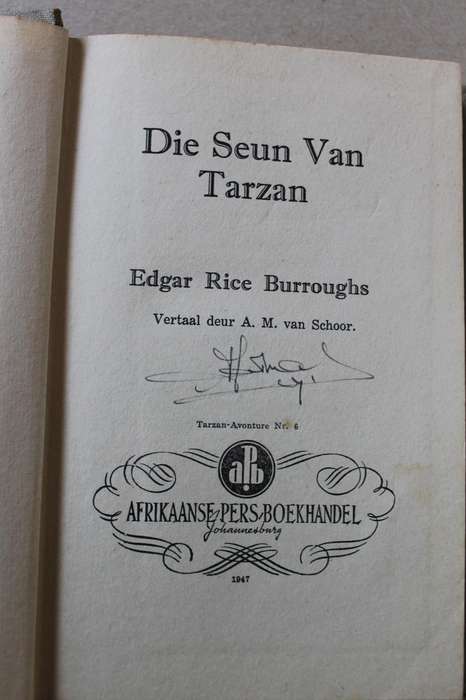 Die Seun Van
Tarzan
Edgar Rice Burroughs
Vertaal deur A. M. van Schoor.
Tarzan-Avonture Nr. 6
aPb
AFRIKAANSE PERS-BOEKHANDEL
Johannesburg
1947